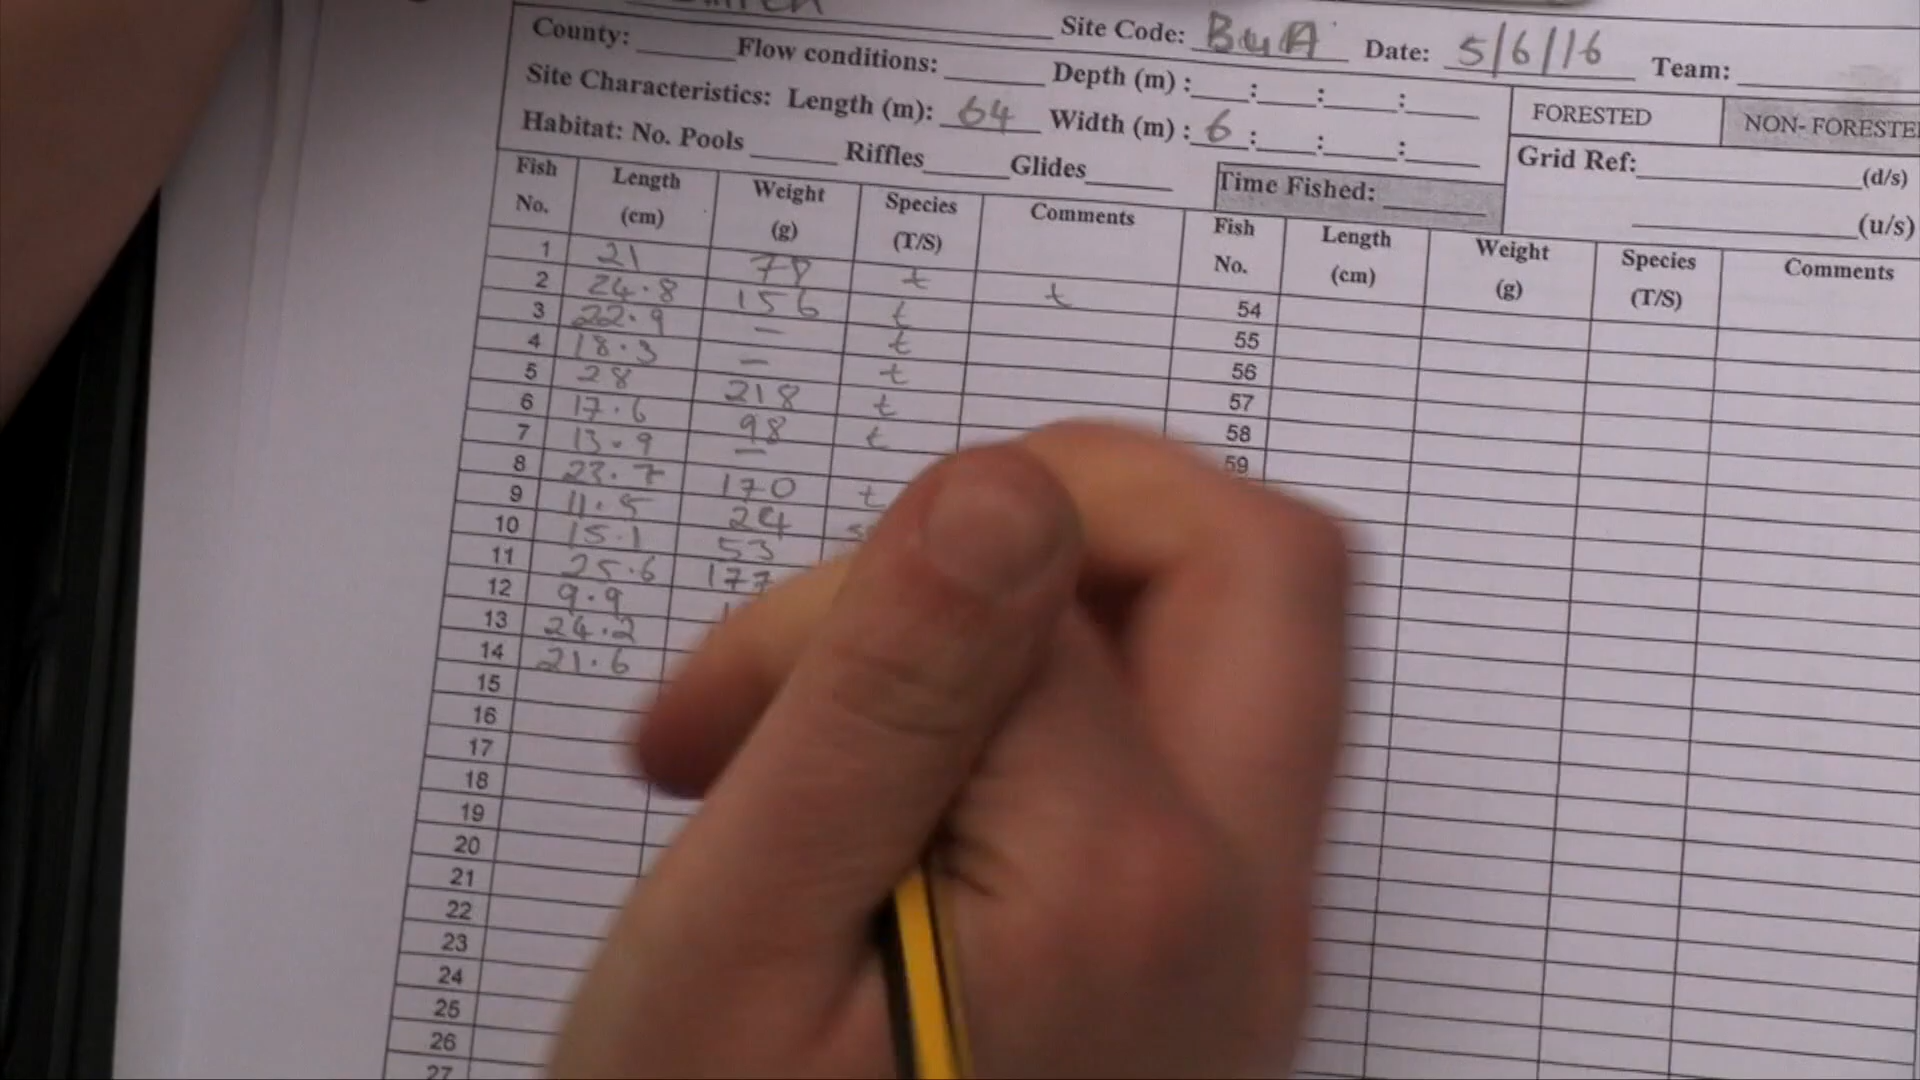 Site Code: BuA Date: 5/6/16 Team:
County: Flow conditions: Depth (m) : : : :
Site Characteristics: Length (m): 64 Width (m) : 6 : : :
FORESTED NON- FORESTE
Habitat: No. Pools Riffles Glides
Time Fished:
Grid Ref: (d/s)
(u/s)
Fish No. Length (cm) Weight (g) Species (T/S) Comments Fish No. Length (cm) Weight (g) Species (T/S) Comments
1 21 78 t t 54
2 24.8 156 t 55
3 22.9 – t 56
4 18.3 – t 57
5 28 218 t 58
6 17.6 98 t 59
7 13.9 –
8 23.7 170 t
9 11.5 24
10 15.1 53
11 25.6 177
12 9.9
13 24.2
14 21.6
15
16
17
18
19
20
21
22
23
24
25
26
27